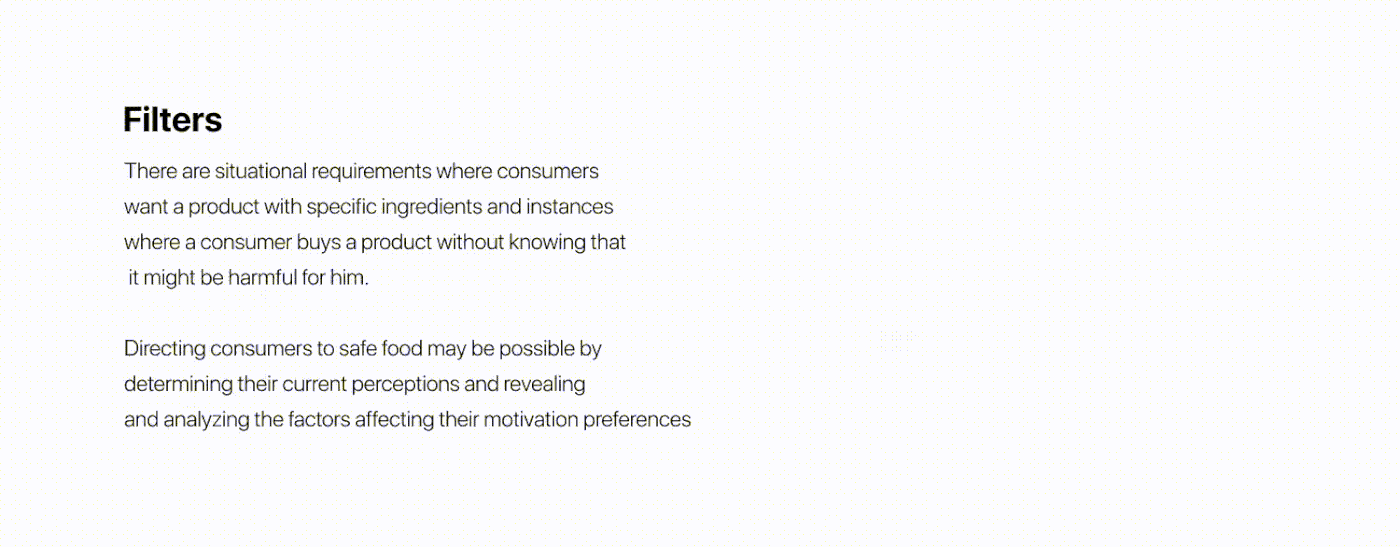 Filters
There are situational requirements where consumers
want a product with specific ingredients and instances
where a consumer buys a product without knowing that
it might be harmful for him.
Directing consumers to safe food may be possible by
determining their current perceptions and revealing
and analyzing the factors affecting their motivation preferences